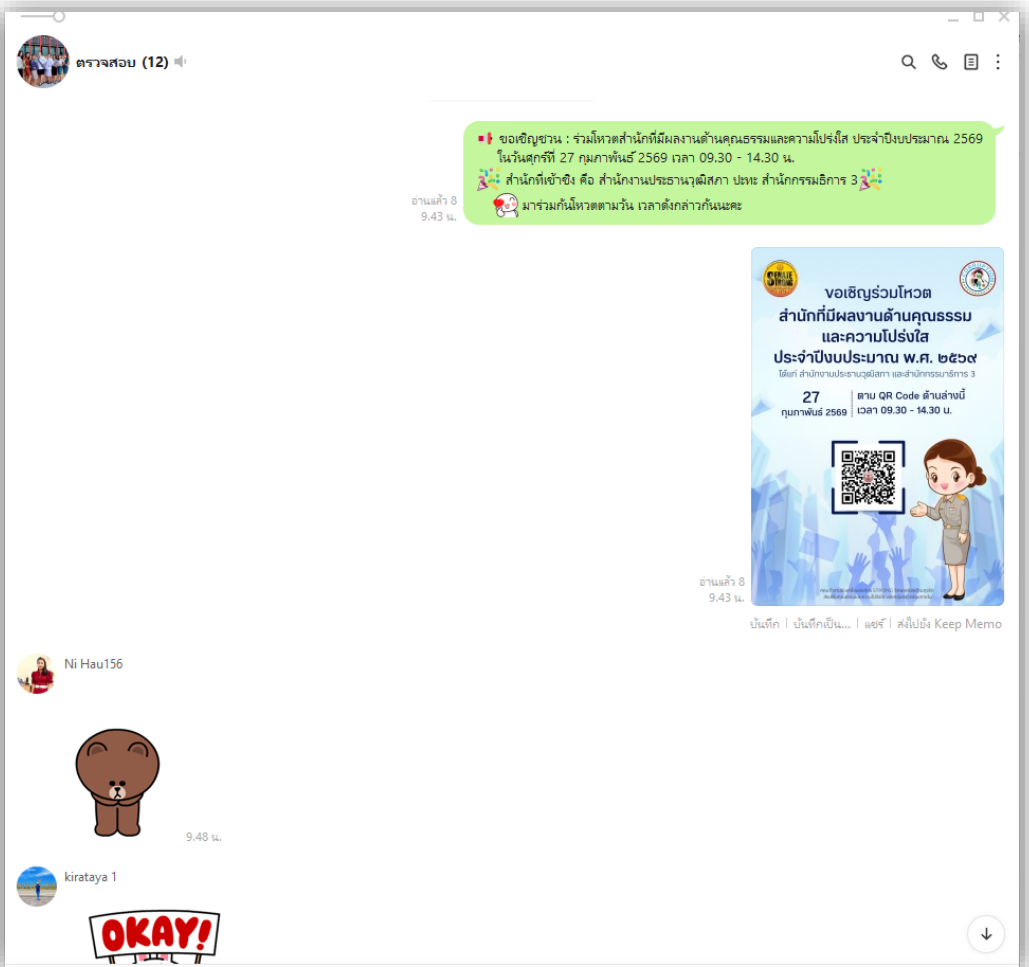 ตรวจสอบ (12)
ขอเชิญชวน : ร่วมโหวตสำนักที่มีผลงานด้านคุณธรรมและความโปร่งใส ประจำปีงบประมาณ 2569
ในวันศุกร์ที่ 27 กุมภาพันธ์ 2569 เวลา 09.30 - 14.30 น.
สำนักที่เข้าชิง คือ สำนักงานประธานวุฒิสภา ปะทะ สำนักกรรมธิการ 3
มาร่วมกันโหวตตามวัน เวลาดังกล่าวกันนะคะ
อ่านแล้ว 8
9.43 น.
ขอเชิญร่วมโหวต
สำนักที่มีผลงานด้านคุณธรรม
และความโปร่งใส
ประจำปีงบประมาณ พ.ศ. ๒๕๖๙
ได้แก่ สำนักงานประธานวุฒิสภา และสำนักกรรมาธิการ 3
27
กุมภาพันธ์ 2569
ตาม QR Code ด้านล่างนี้
เวลา 09.30 - 14.30 น.
อ่านแล้ว 8
9.43 น.
บันทึก | บันทึกเป็น... | แชร์ | ส่งไปยัง Keep Memo
Ni Hau156
9.48 น.
kirataya 1
OKAY!